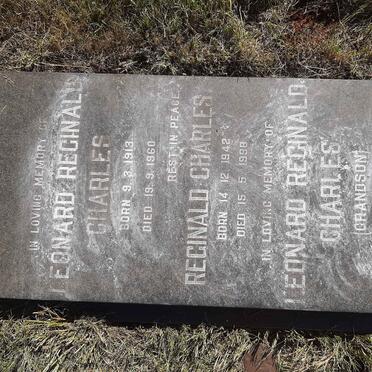 IN LOVING MEMORY OF
LEONARD REGINALD
CHARLES
BORN 9.3.1913
DIED 19.9.1960
REST IN PEACE
REGINALD CHARLES
BORN 14.12.1942
DIED 15.5.1998
IN LOVING MEMORY OF
LEONARD REGINALD
CHARLES
(GRANDSON)